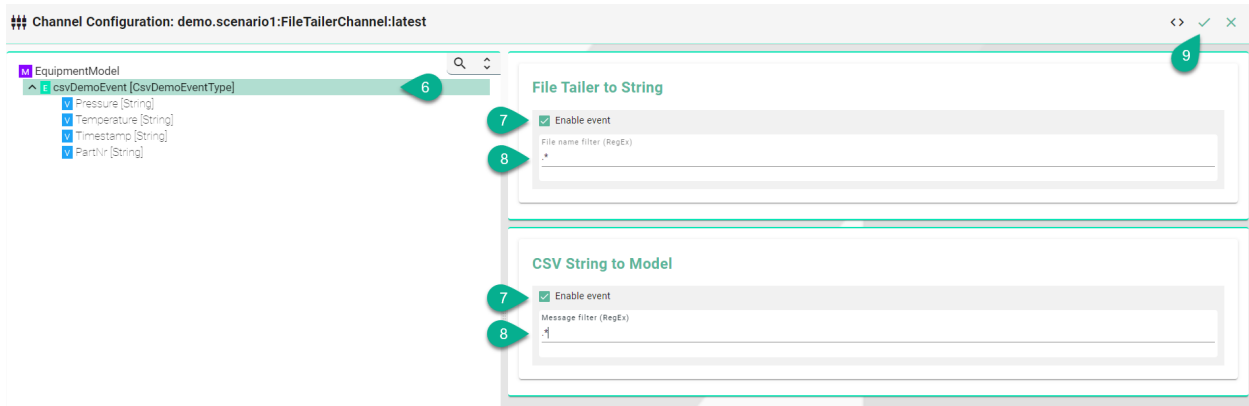 Channel Configuration: demo.scenario1:FileTailerChannel:latest
<>
9
M EquipmentModel
E csvDemoEvent [CsvDemoEventType]
6
V Pressure [String]
V Temperature [String]
V Timestamp [String]
V PartNr [String]
File Tailer to String
7
Enable event
File name filter (RegEx)
8
.*
CSV String to Model
7
Enable event
Message filter (RegEx)
8
.*